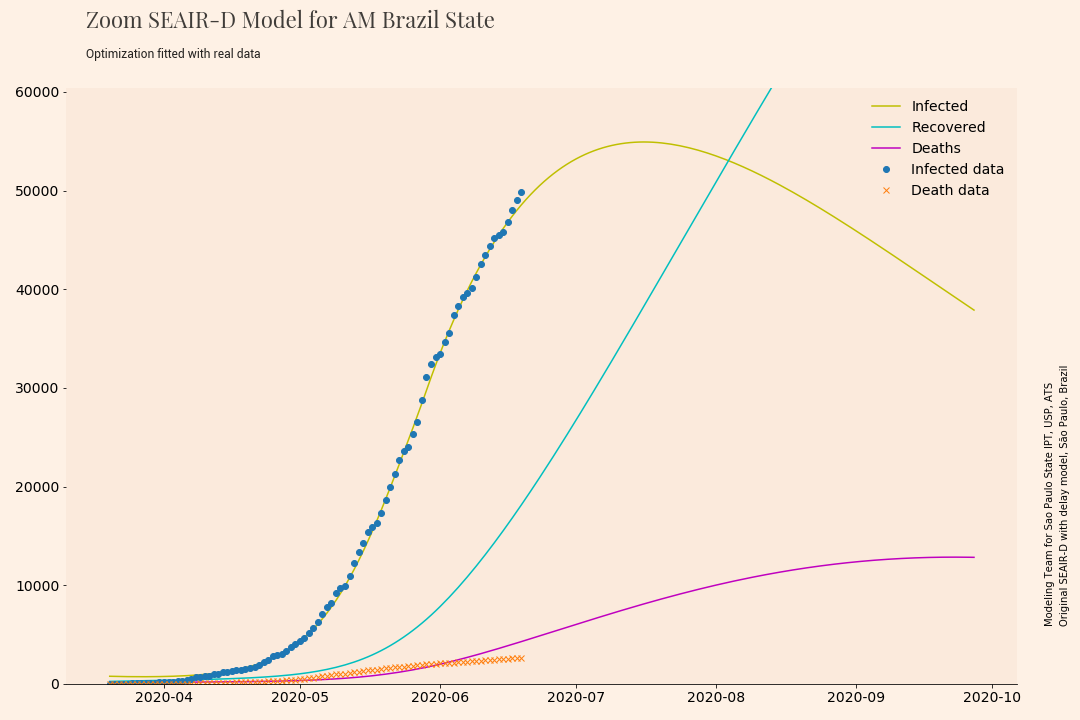 Zoom SEAIR-D Model for AM Brazil State
Optimization fitted with real data
60000
50000
40000
30000
20000
10000
0
2020-04
2020-05
2020-06
2020-07
2020-08
2020-09
2020-10
Infected
Recovered
Deaths
Infected data
Death data
Modeling Team for Sao Paulo State IPT, USP, ATS
Original SEAIR-D with delay model, São Paulo, Brazil